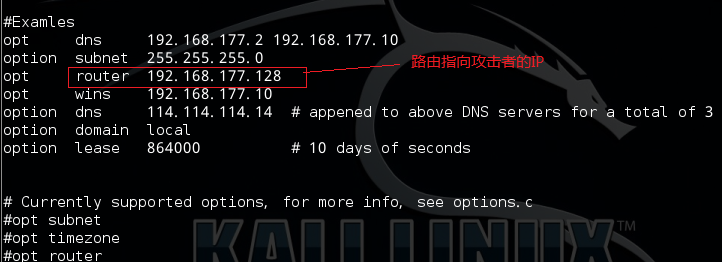 #Examles
opt dns 192.168.177.2 192.168.177.10
option subnet 255.255.255.0
opt router 192.168.177.128 路由指向攻击者的IP
opt wins 192.168.177.10
option dns 114.114.114.14 # appened to above DNS servers for a total of 3
option domain local
option lease 864000 # 10 days of seconds
# Currently supported options, for more info, see options.c
#opt subnet
#opt timezone
#opt router
KALI LINUX™